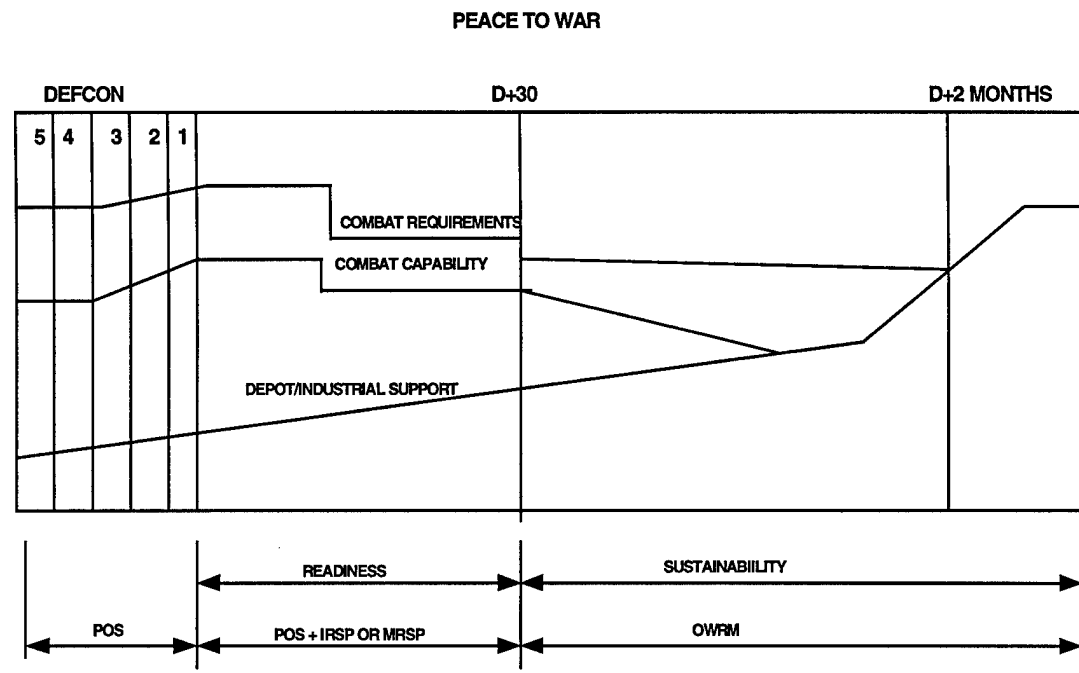 PEACE TO WAR
DEFCON D+30 D+2 MONTHS
5 4 3 2 1
COMBAT REQUIREMENTS
COMBAT CAPABILITY
DEPOT/INDUSTRIAL SUPPORT
READINESS SUSTAINABIILITY
POS POS + IRSP OR MRSP OWRM